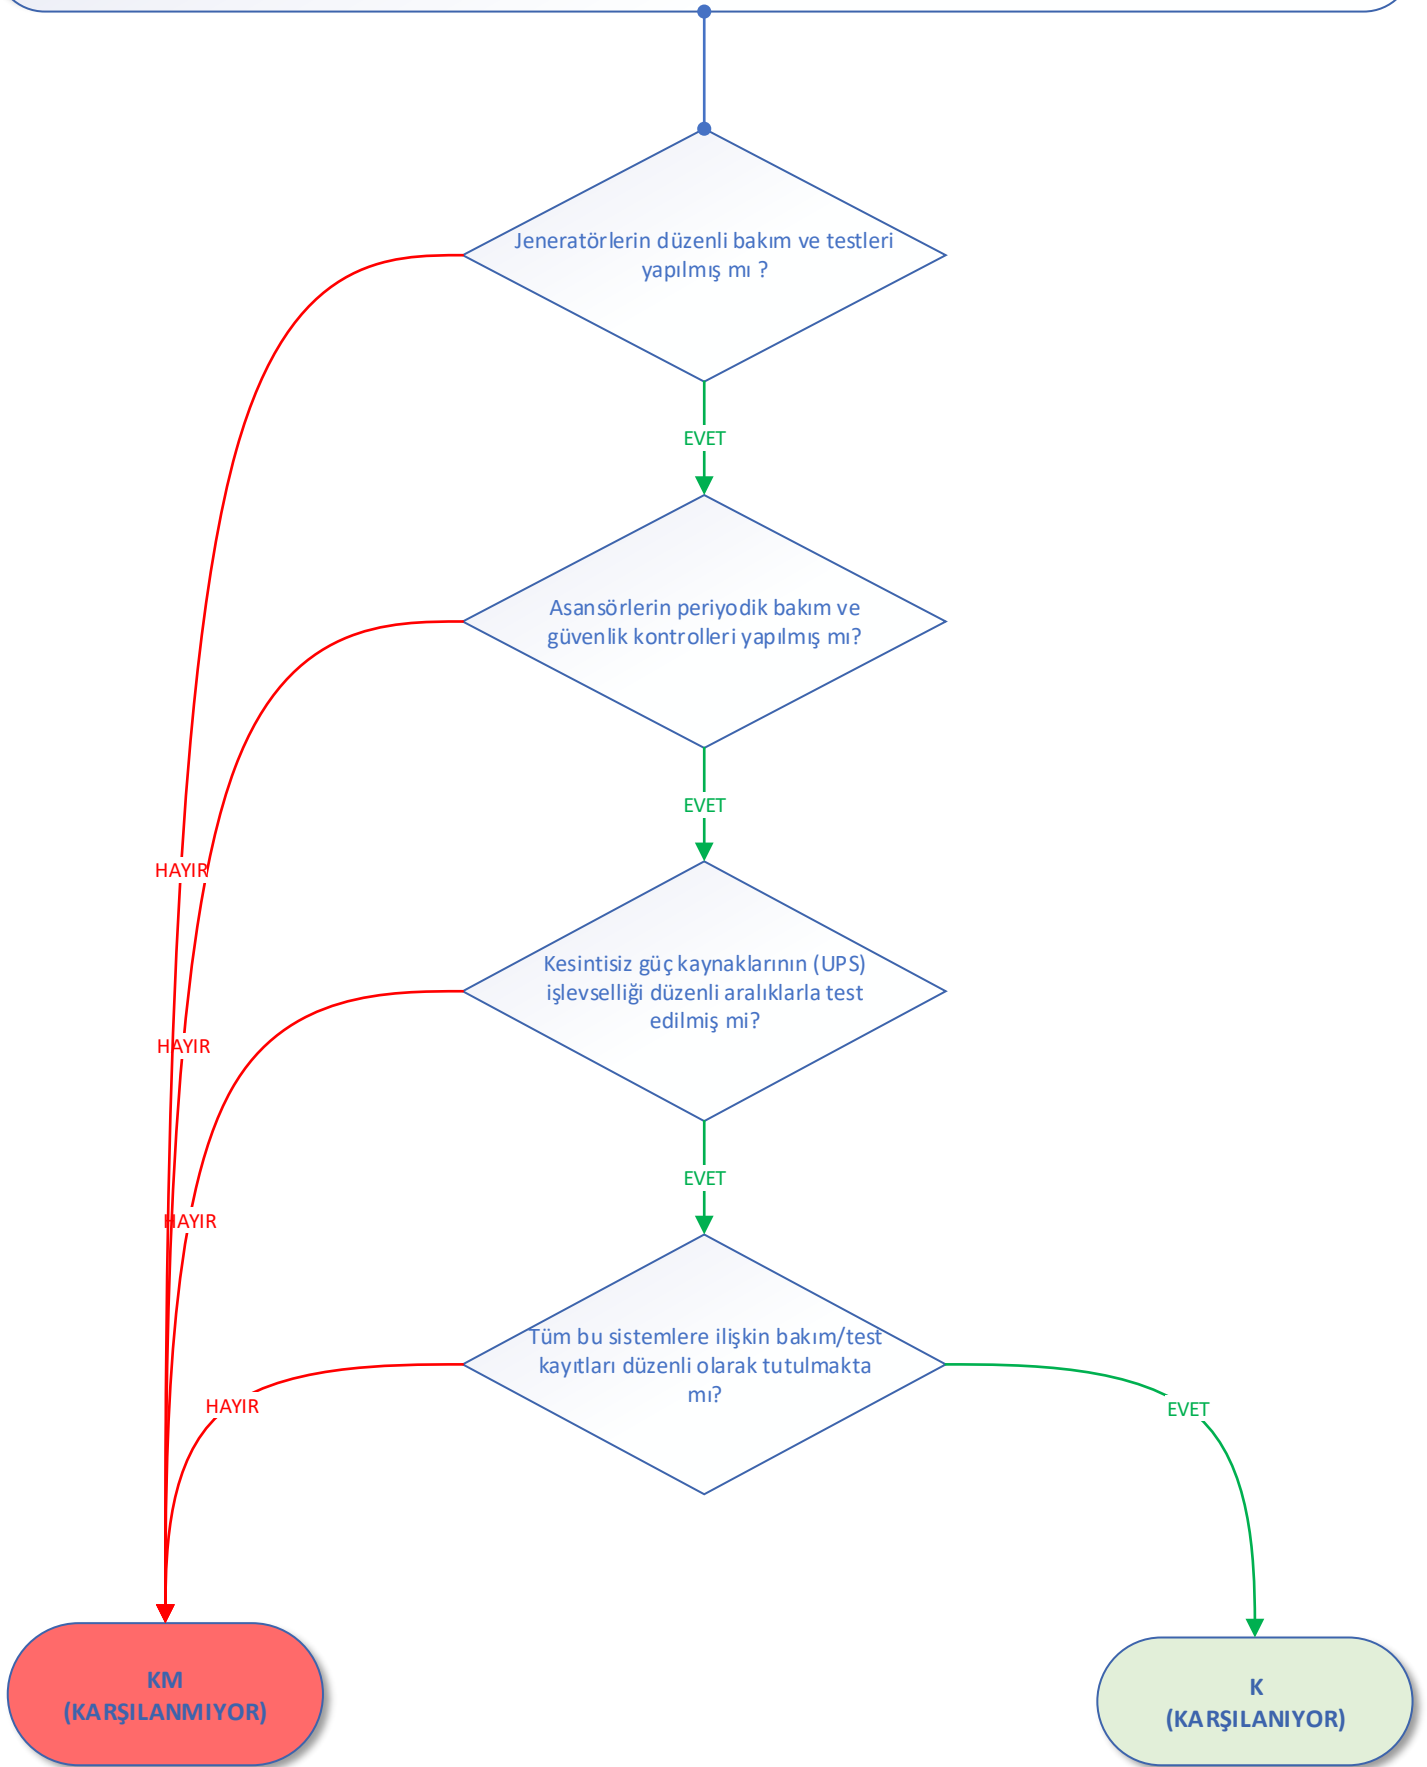 Jeneratörlerin düzenli bakım ve testleri
yapılmış mı ?
EVET
Asansörlerin periyodik bakım ve
güvenlik kontrolleri yapılmış mı?
EVET
HAYIR
Kesintisiz güç kaynaklarının (UPS)
işlevselliği düzenli aralıklarla test
edilmiş mi?
HAYIR
EVET
HAYIR
Tüm bu sistemlere ilişkin bakım/test
kayıtları düzenli olarak tutulmakta
mı?
HAYIR
EVET
KM
(KARŞILANMIYOR)
K
(KARŞILANIYOR)